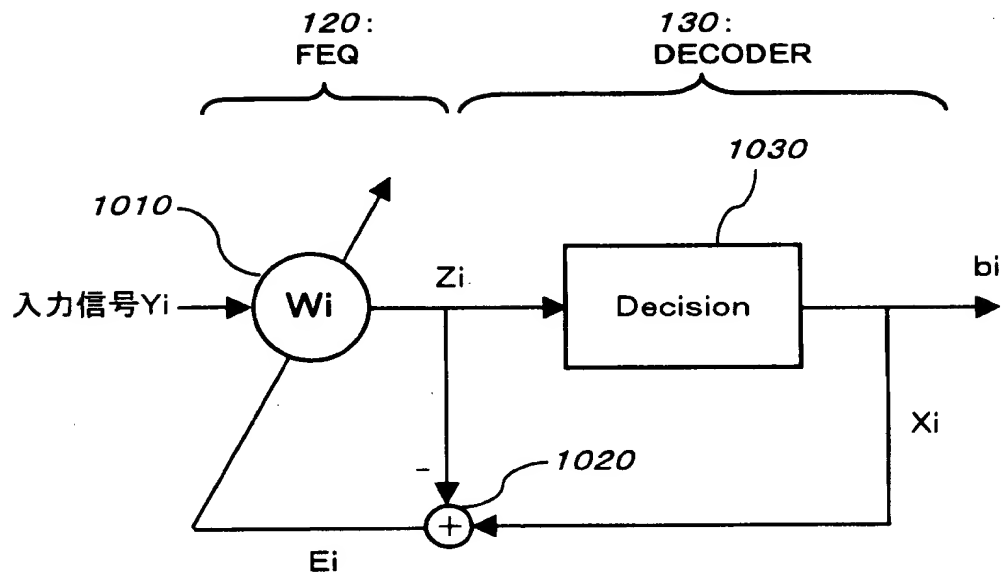 120:
FEQ
130:
DECODER
1010
1030
入力信号Yi
Wi
Zi
Decision
bi
Xi
-
1020
+
Ei